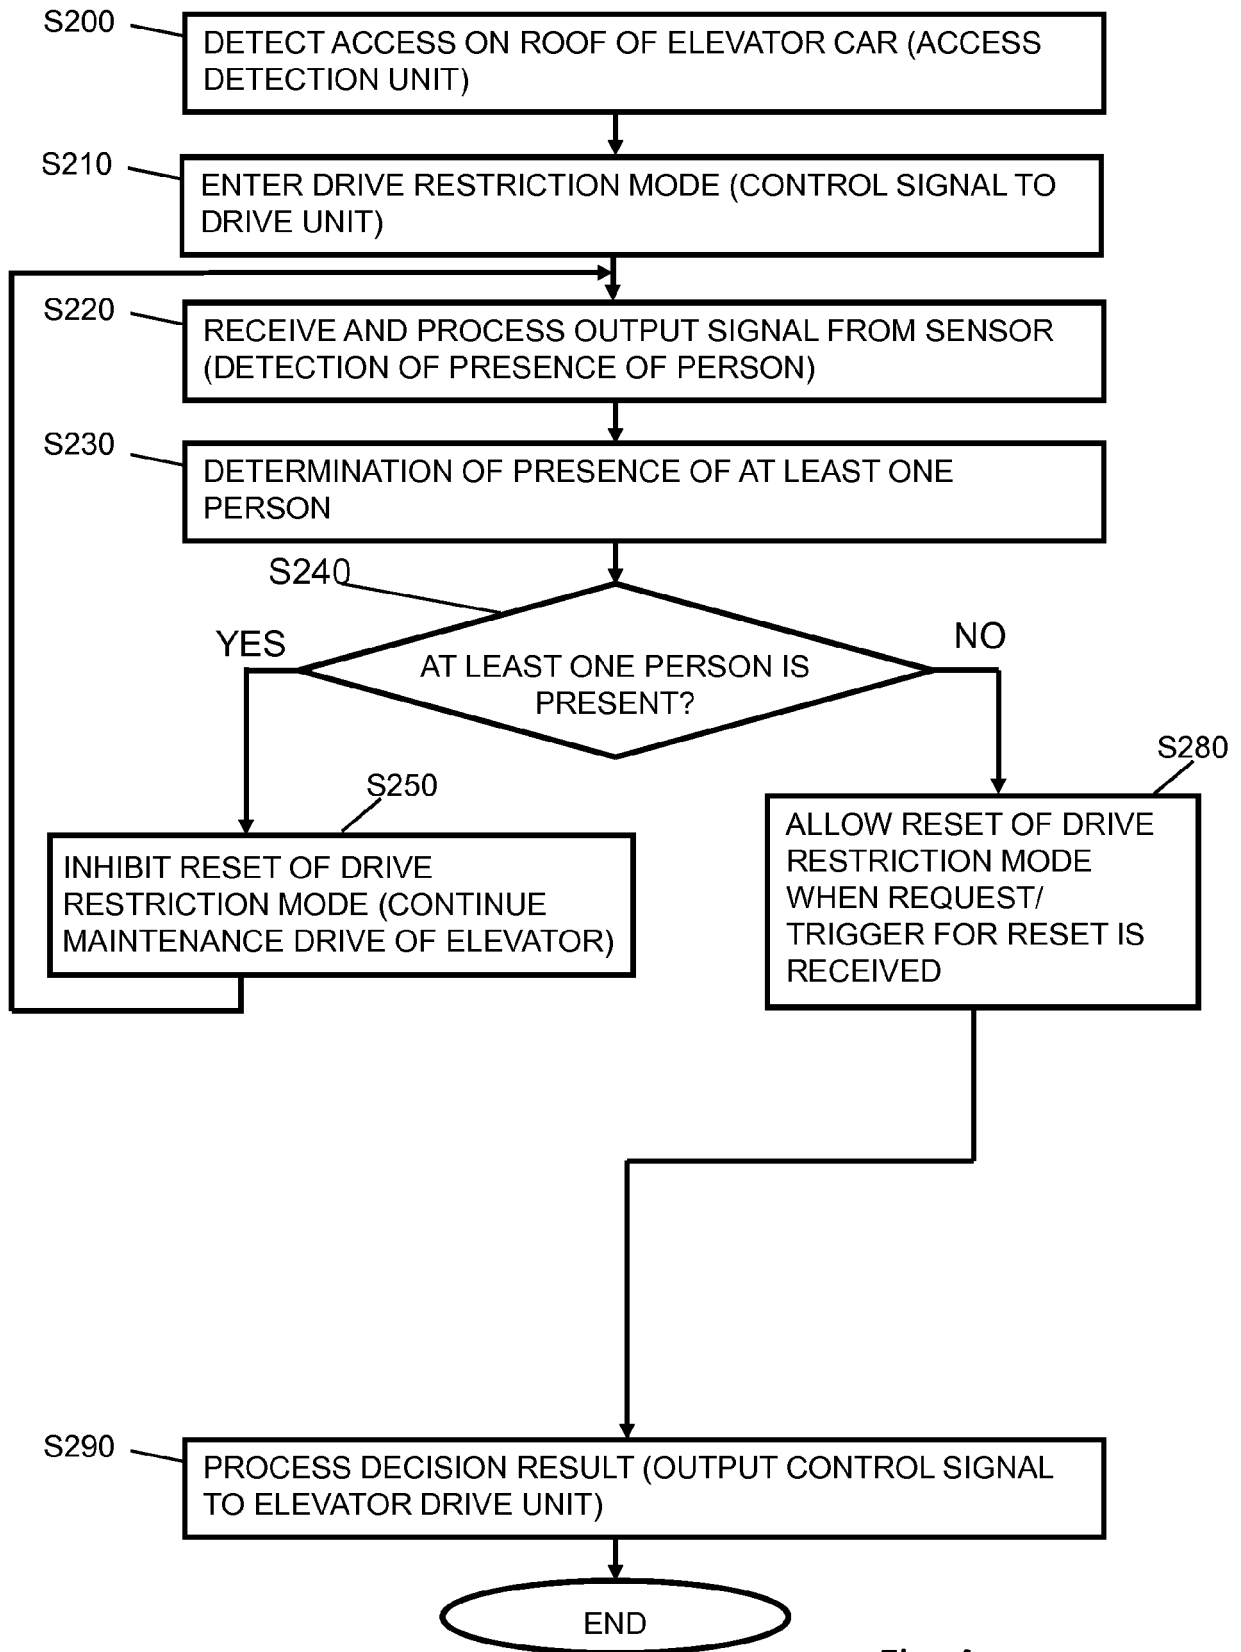 S200
DETECT ACCESS ON ROOF OF ELEVATOR CAR (ACCESS
DETECTION UNIT)
S210
ENTER DRIVE RESTRICTION MODE (CONTROL SIGNAL TO
DRIVE UNIT)
S220
RECEIVE AND PROCESS OUTPUT SIGNAL FROM SENSOR
(DETECTION OF PRESENCE OF PERSON)
S230
DETERMINATION OF PRESENCE OF AT LEAST ONE
PERSON
S240
YES
NO
AT LEAST ONE PERSON IS
PRESENT?
S250
INHIBIT RESET OF DRIVE
RESTRICTION MODE (CONTINUE
MAINTENANCE DRIVE OF ELEVATOR)
S280
ALLOW RESET OF DRIVE
RESTRICTION MODE
WHEN REQUEST/
TRIGGER FOR RESET IS
RECEIVED
S290
PROCESS DECISION RESULT (OUTPUT CONTROL SIGNAL
TO ELEVATOR DRIVE UNIT)
END